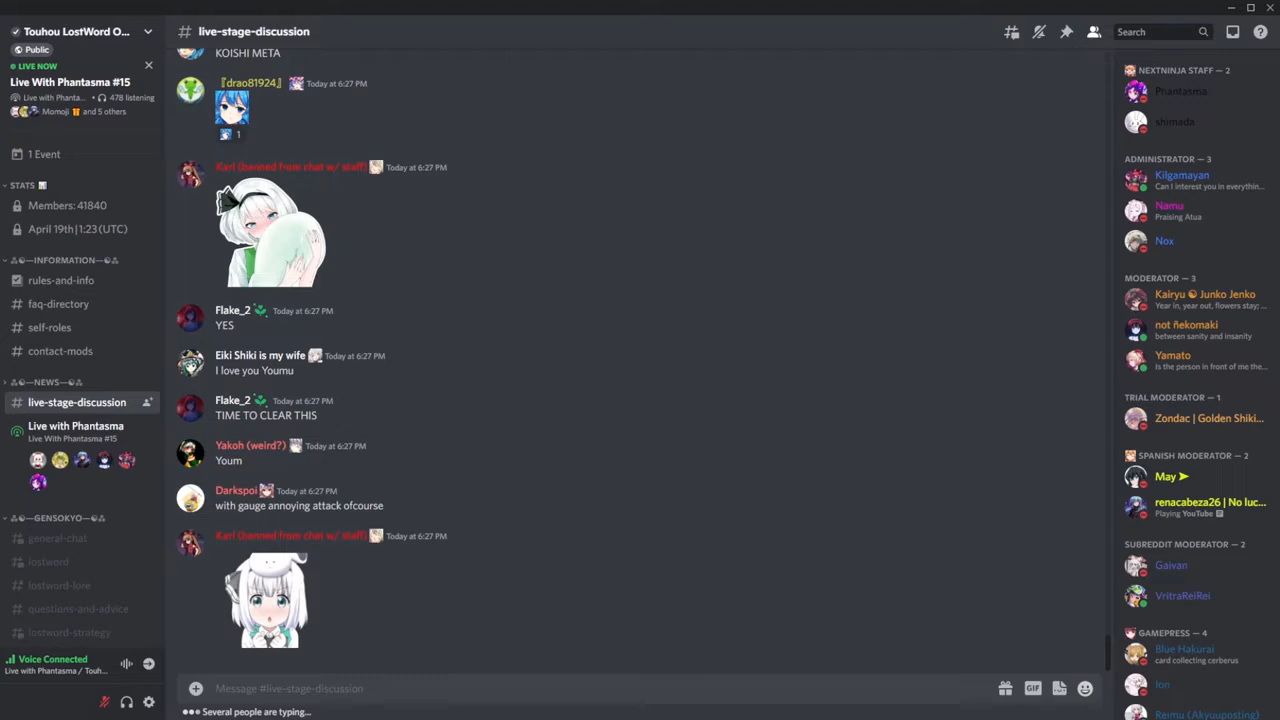 Touhou LostWord O...
Public
LIVE NOW
Live With Phantasma #15
Live with Phanta... • 478 listening
Momoji and 5 others
1 Event
STATS
Members: 41840
April 19th|1:23(UTC)
INFORMATION
rules-and-info
faq-directory
self-roles
contact-mods
NEWS
live-stage-discussion
Live with Phantasma
Live With Phantasma #15
GENSOKYO
general-chat
lostword
lostword-lore
questions-and-advice
lostword-strategy
Voice Connected
Live with Phantasma / Touh...
# live-stage-discussion
Search
KOISHI META
『drao81924』 Today at 6:27 PM
1
Karl (banned from chat w/ staff) Today at 6:27 PM
Flake_2 Today at 6:27 PM
YES
Eiki Shiki is my wife Today at 6:27 PM
I love you Youmu
Flake_2 Today at 6:27 PM
TIME TO CLEAR THIS
Yakoh (weird?) Today at 6:27 PM
Youm
Darkspoi Today at 6:27 PM
with gauge annoying attack ofcourse
Karl (banned from chat w/ staff) Today at 6:27 PM
Message #live-stage-discussion
GIF
Several people are typing...
NEXTNINJA STAFF — 2
Phantasma
shimada
ADMINISTRATOR — 3
Kilgamayan
Can I interest you in everythin...
Namu
Praising Atua
Nox
MODERATOR — 3
Kairyu ☯ Junko Jenko
Year in, year out, flowers stay; ...
not ñekomaki
between sanity and insanity
Yamato
Is the person in front of me the...
TRIAL MODERATOR — 1
Zondac | Golden Shiki...
SPANISH MODERATOR — 2
May ➤
renacabeza26 | No luc...
Playing YouTube
SUBREDDIT MODERATOR — 2
Gaivan
VritraReiRei
GAMEPRESS — 4
Blue Hakurai
card collecting cerberus
Ion
Reimu (Akyuuposting)